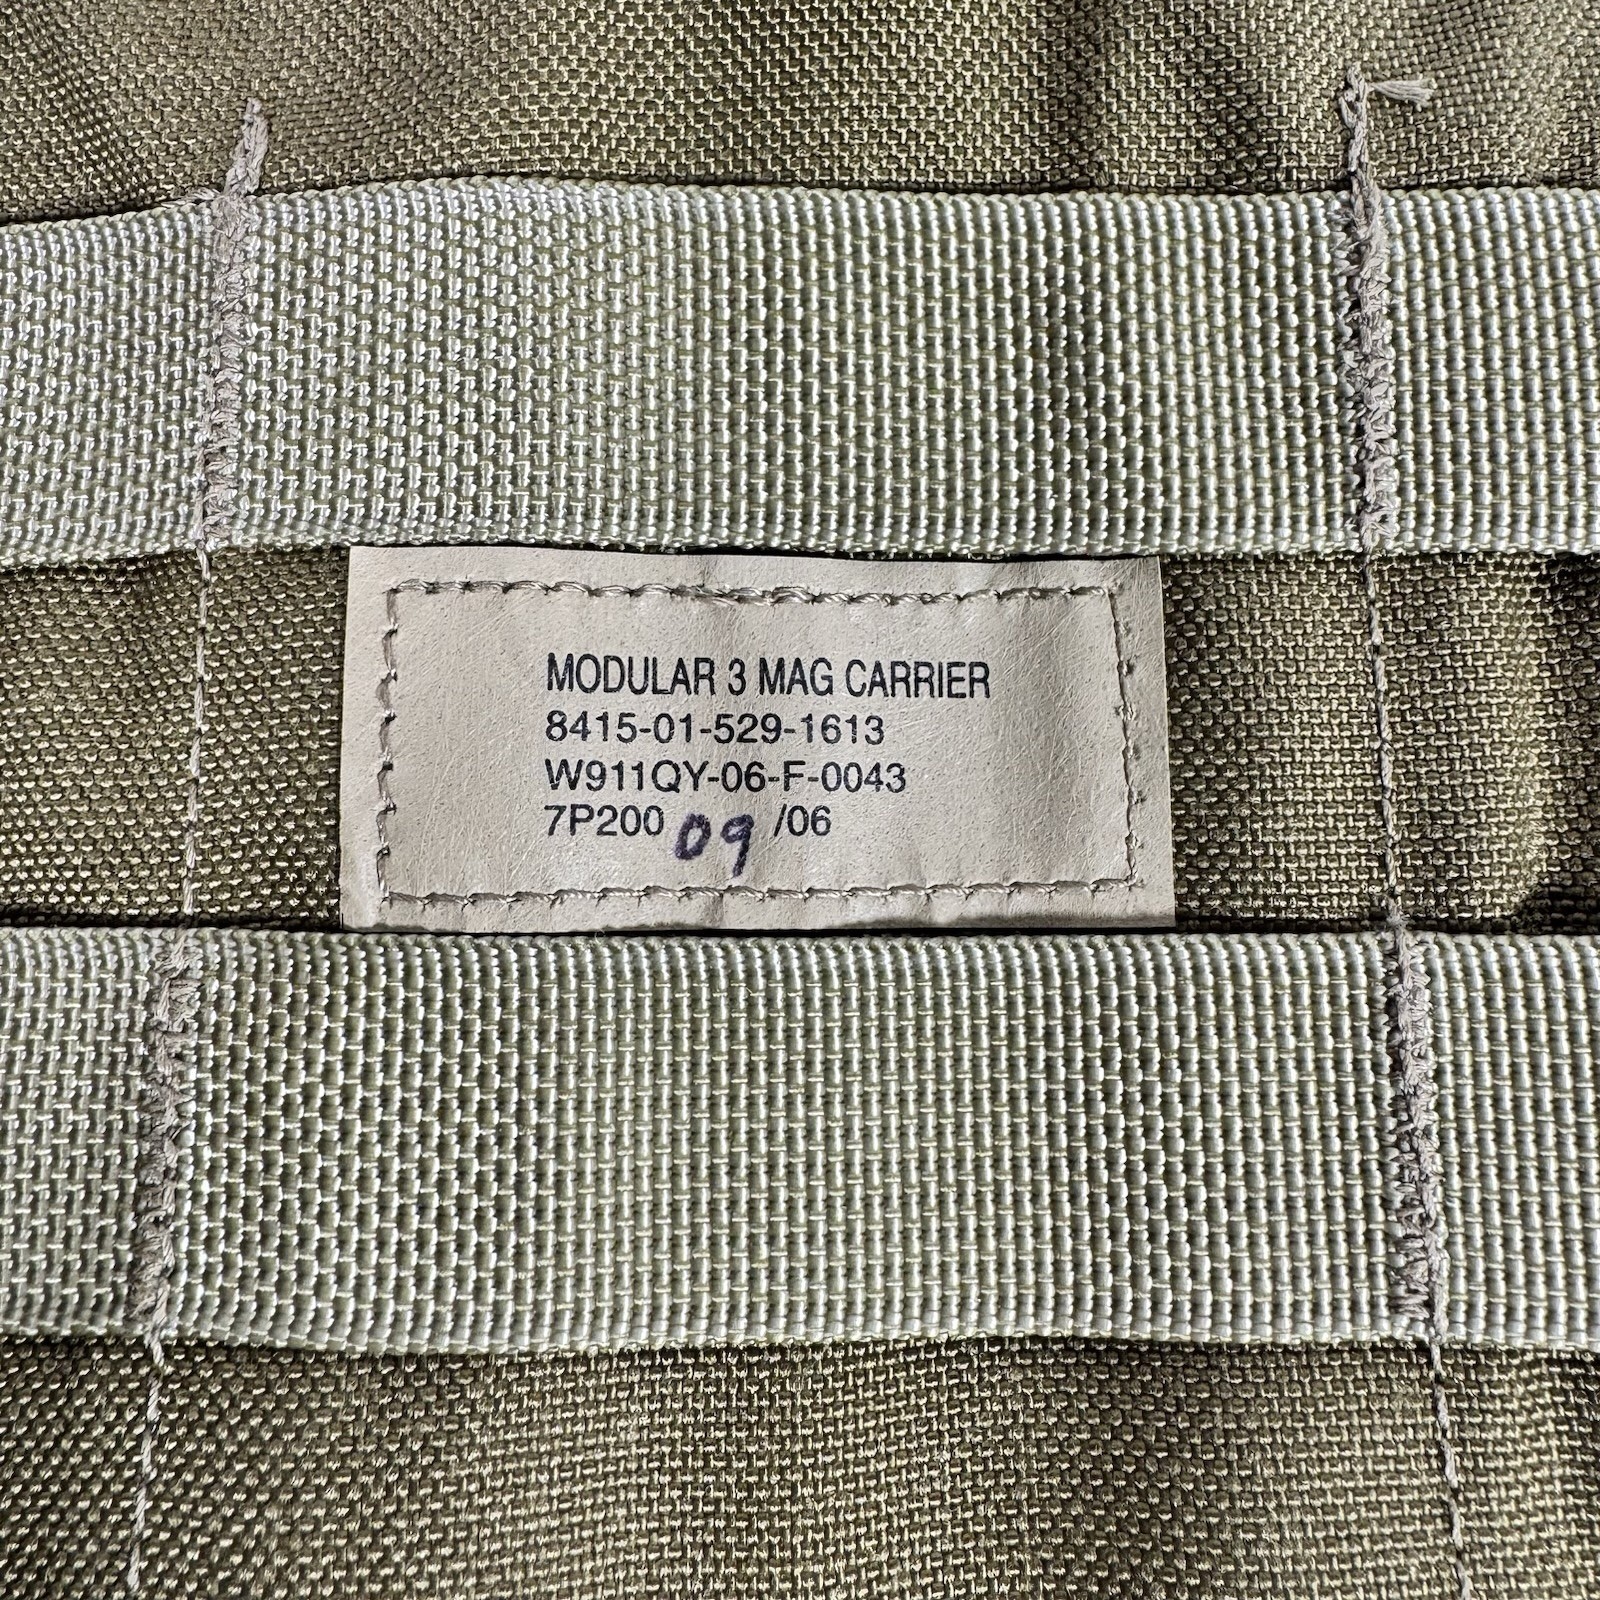 MODULAR 3 MAG CARRIER
8415-01-529-1613
W911QY-06-F-0043
7P200 09 /06